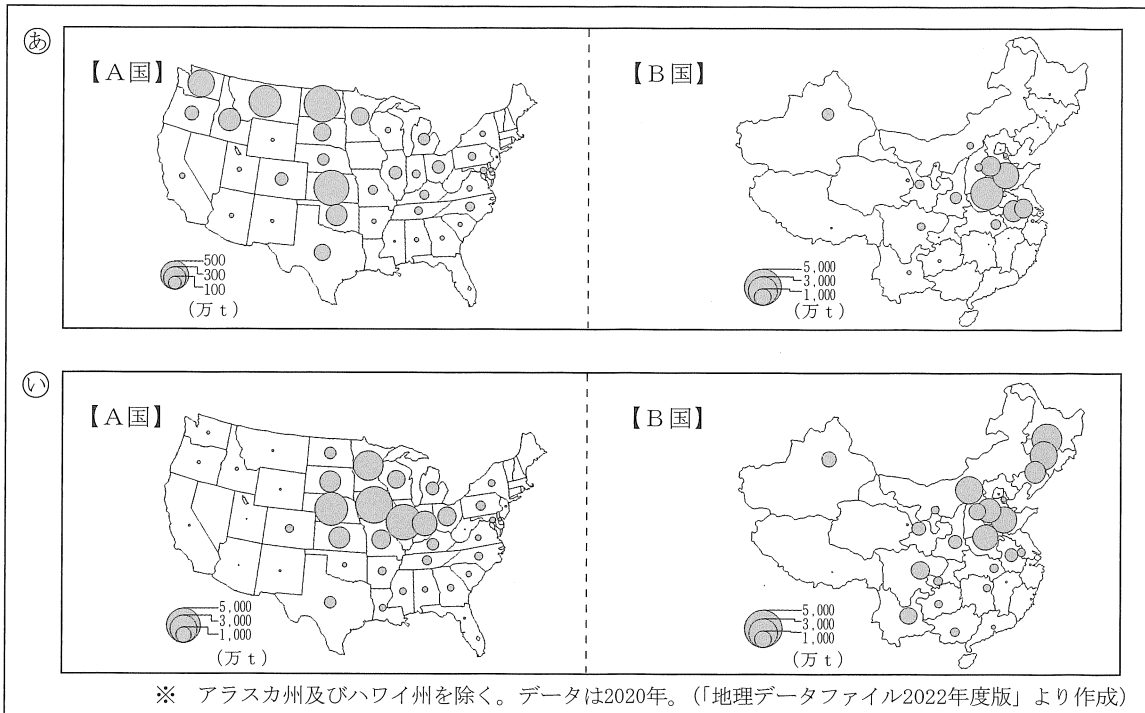 あ
【A国】
【B国】
500
300
100
(万t)
5,000
3,000
1,000
(万t)
い
【A国】
【B国】
5,000
3,000
1,000
(万t)
5,000
3,000
1,000
(万t)
※ アラスカ州及びハワイ州を除く。データは2020年。(「地理データファイル2022年度版」より作成)